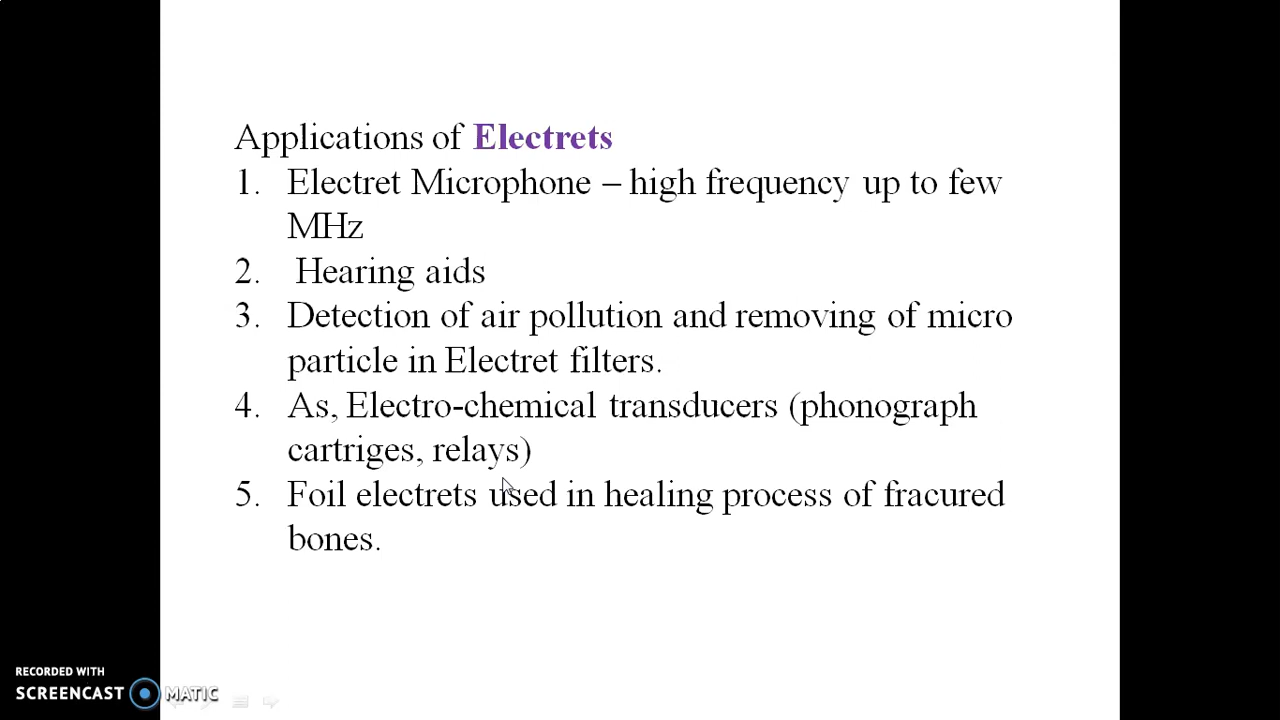 Applications of Electrets
1. Electret Microphone – high frequency up to few
MHz
2. Hearing aids
3. Detection of air pollution and removing of micro
particle in Electret filters.
4. As, Electro-chemical transducers (phonograph
cartriges, relays)
5. Foil electrets used in healing process of fracured
bones.
RECORDED WITH
SCREENCAST MATIC